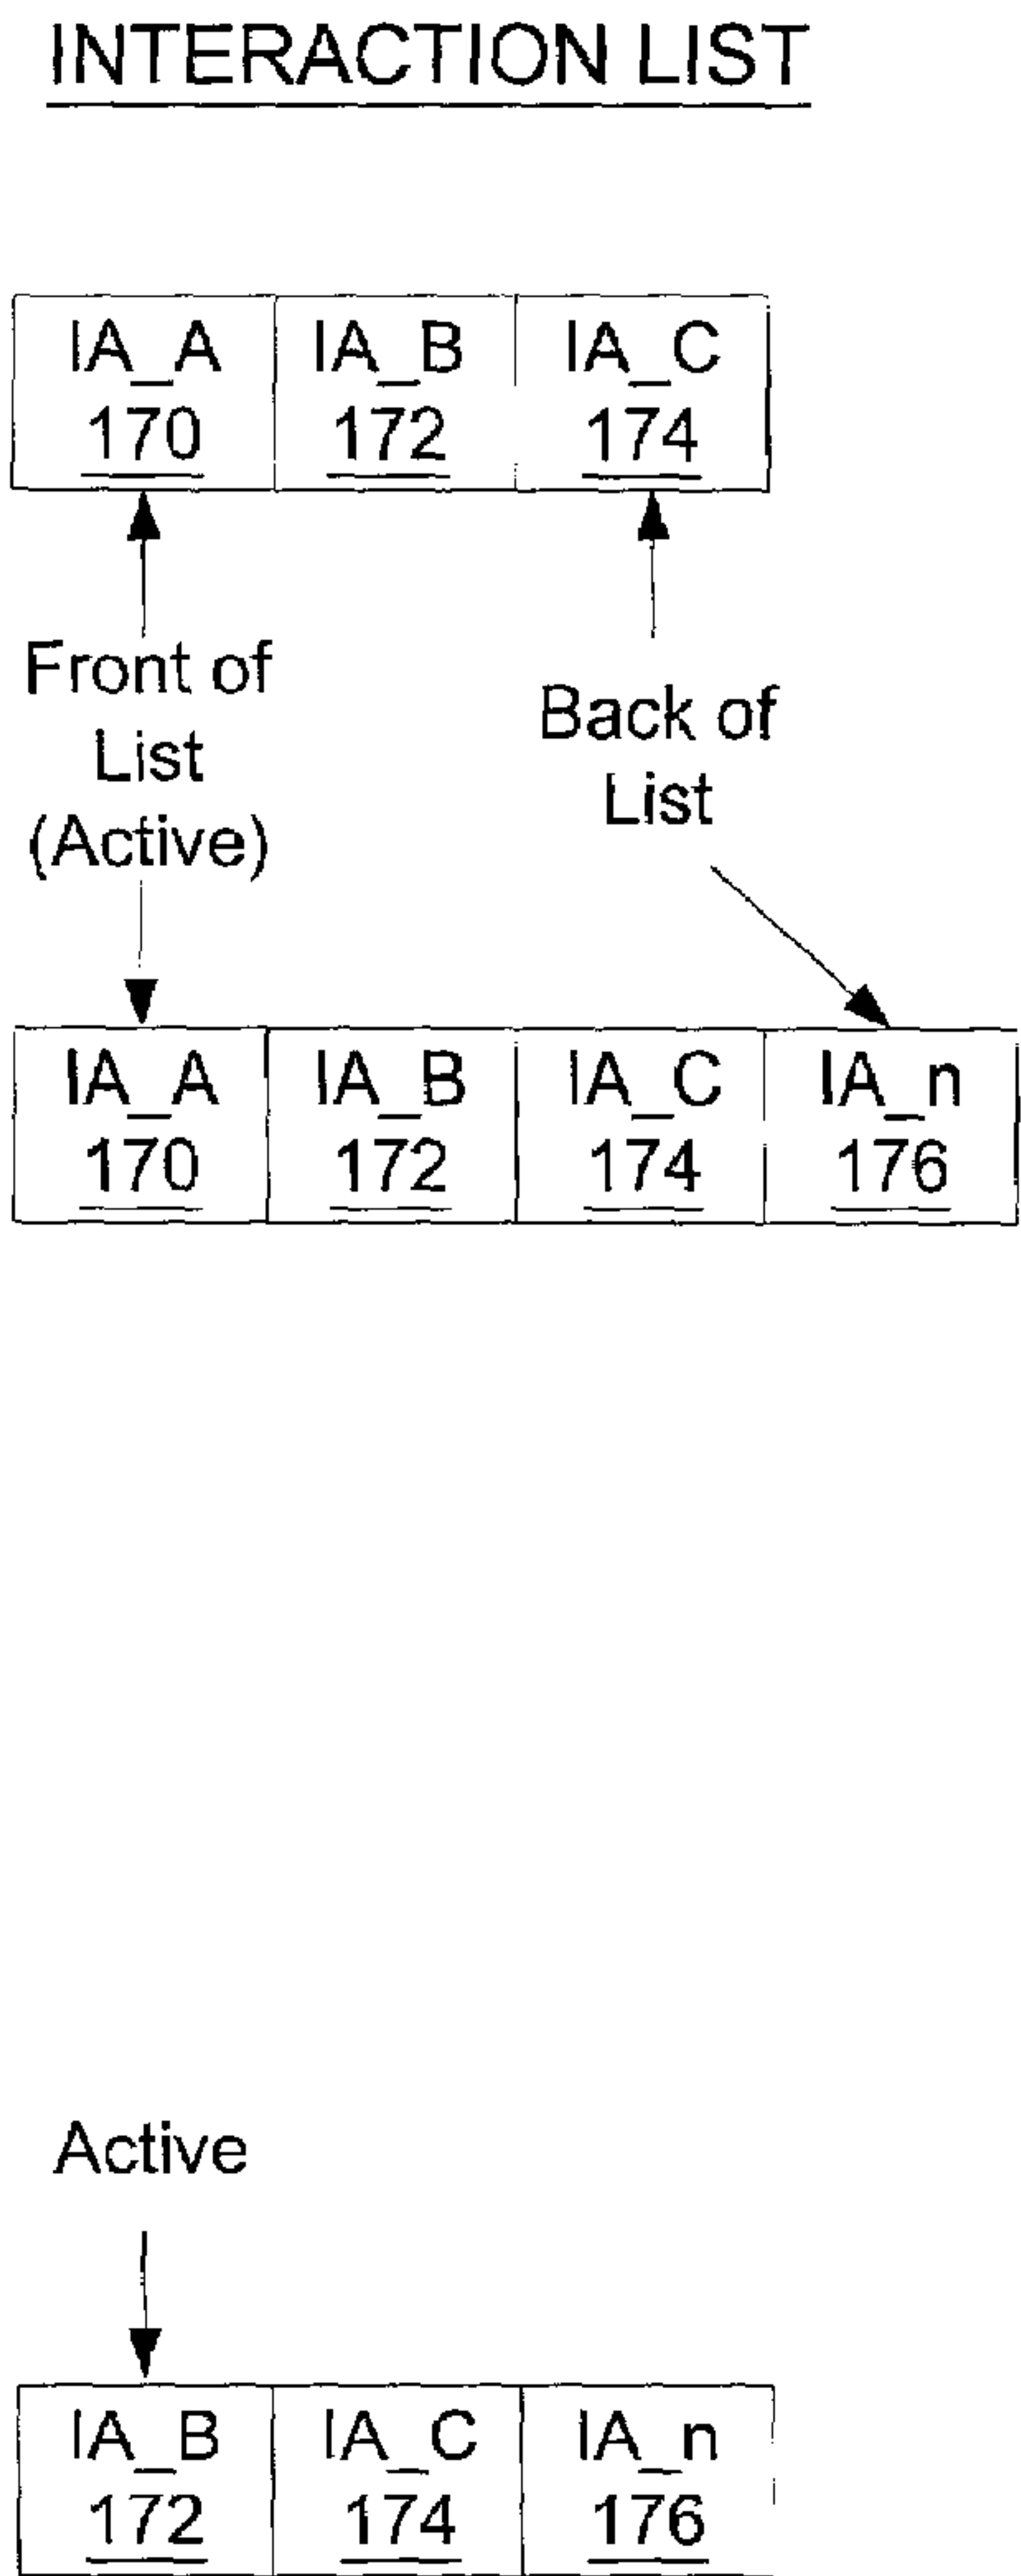 INTERACTION LIST
IA_A IA_B IA_C
170 172 174
Front of
List
(Active)
Back of
List
IA_A IA_B IA_C IA_n
170 172 174 176
Active
IA_B IA_C IA_n
172 174 176